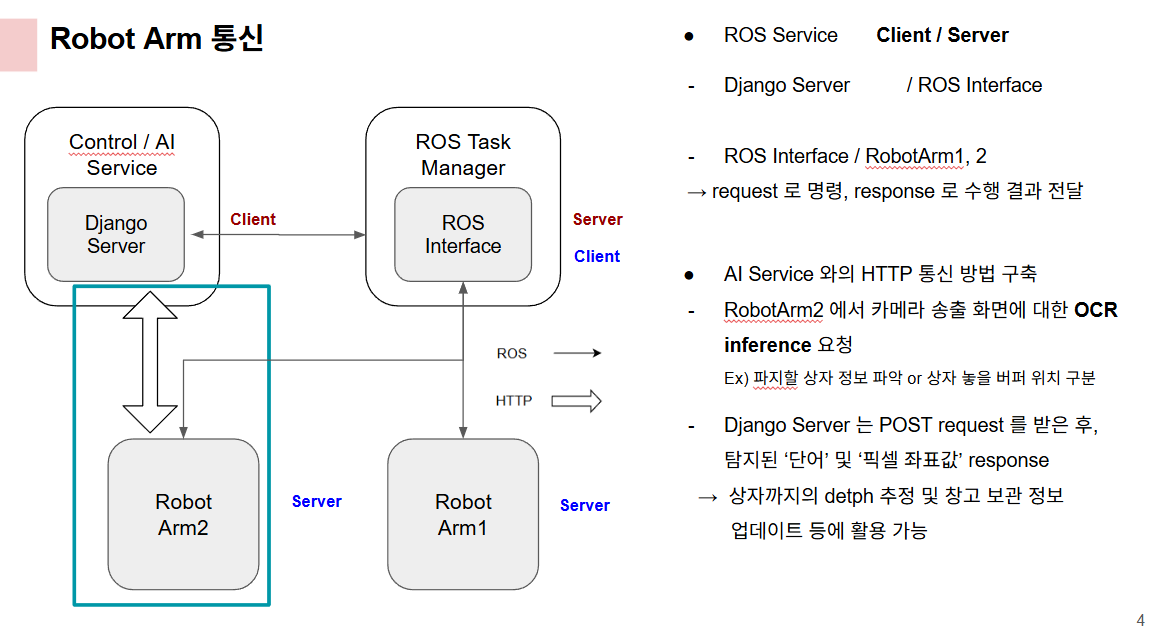 Robot Arm 통신
Control / AI
Service
Django
Server
Client
ROS Task
Manager
ROS
Interface
Server
Client
ROS
HTTP
Robot
Arm2
Server
Robot
Arm1
Server
● ROS Service Client / Server
- Django Server / ROS Interface
- ROS Interface / RobotArm1, 2
→ request 로 명령, response 로 수행 결과 전달
● AI Service 와의 HTTP 통신 방법 구축
- RobotArm2 에서 카메라 송출 화면에 대한 OCR
inference 요청
Ex) 파지할 상자 정보 파악 or 상자 놓을 버퍼 위치 구분
- Django Server 는 POST request 를 받은 후,
탐지된 ‘단어’ 및 ‘픽셀 좌표값’ response
→ 상자까지의 detph 추정 및 창고 보관 정보
업데이트 등에 활용 가능
4